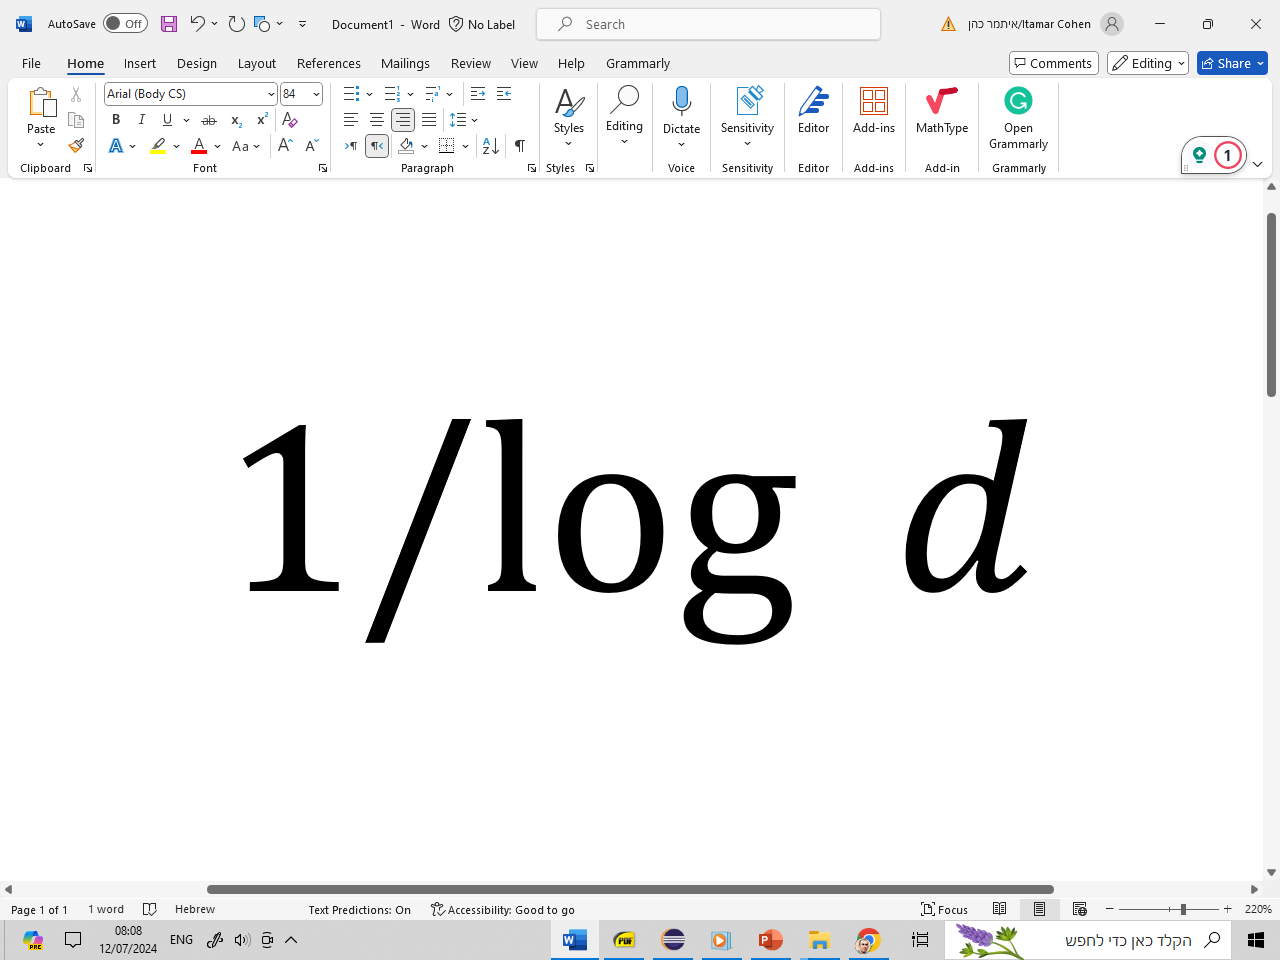 AutoSave Off Document1 - Word No Label Search איתמר כהן/Itamar Cohen
File Home Insert Design Layout References Mailings Review View Help Grammarly Comments Editing Share
Arial (Body CS) 84
Paste Styles Editing Dictate Sensitivity Editor Add-ins MathType Open Grammarly
Clipboard Font Paragraph Styles Voice Sensitivity Editor Add-ins Add-in Grammarly
1
1/log d
Page 1 of 1 1 word Hebrew Text Predictions: On Accessibility: Good to go Focus 220%
PRE 08:08 ENG PDF הקלד כאן כדי לחפש
12/07/2024